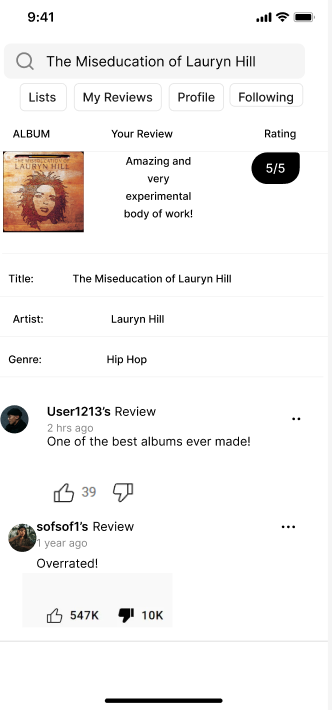 9:41
The Miseducation of Lauryn Hill
Lists
My Reviews
Profile
Following
ALBUM
Your Review
Rating
THE MISEDUCATION OF
LAURYN HILL
Amazing and
very
experimental
body of work!
5/5
Title:
The Miseducation of Lauryn Hill
Artist:
Lauryn Hill
Genre:
Hip Hop
User1213’s Review
2 hrs ago
One of the best albums ever made!
39
sofsof1’s Review
1 year ago
Overrated!
547K
10K